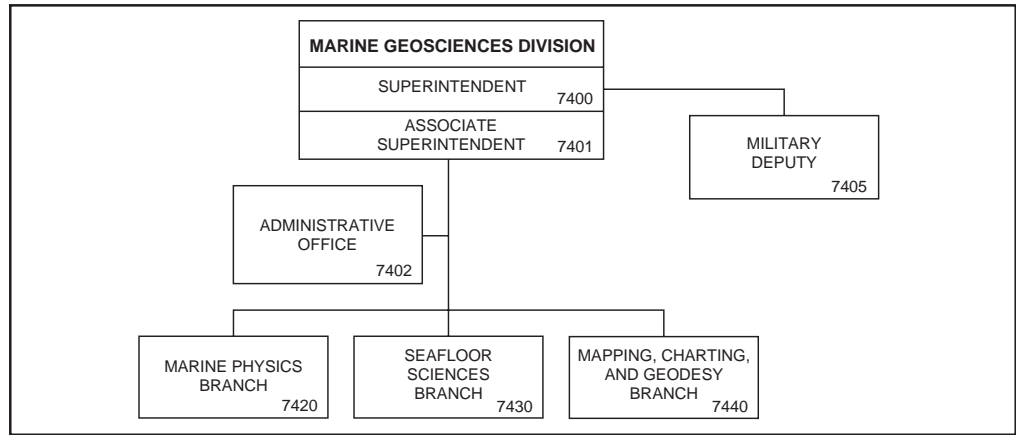 MARINE GEOSCIENCES DIVISION
SUPERINTENDENT
7400
ASSOCIATE
SUPERINTENDENT
7401
MILITARY
DEPUTY
7405
ADMINISTRATIVE
OFFICE
7402
MARINE PHYSICS
BRANCH
7420
SEAFLOOR
SCIENCES
BRANCH
7430
MAPPING, CHARTING,
AND GEODESY
BRANCH
7440